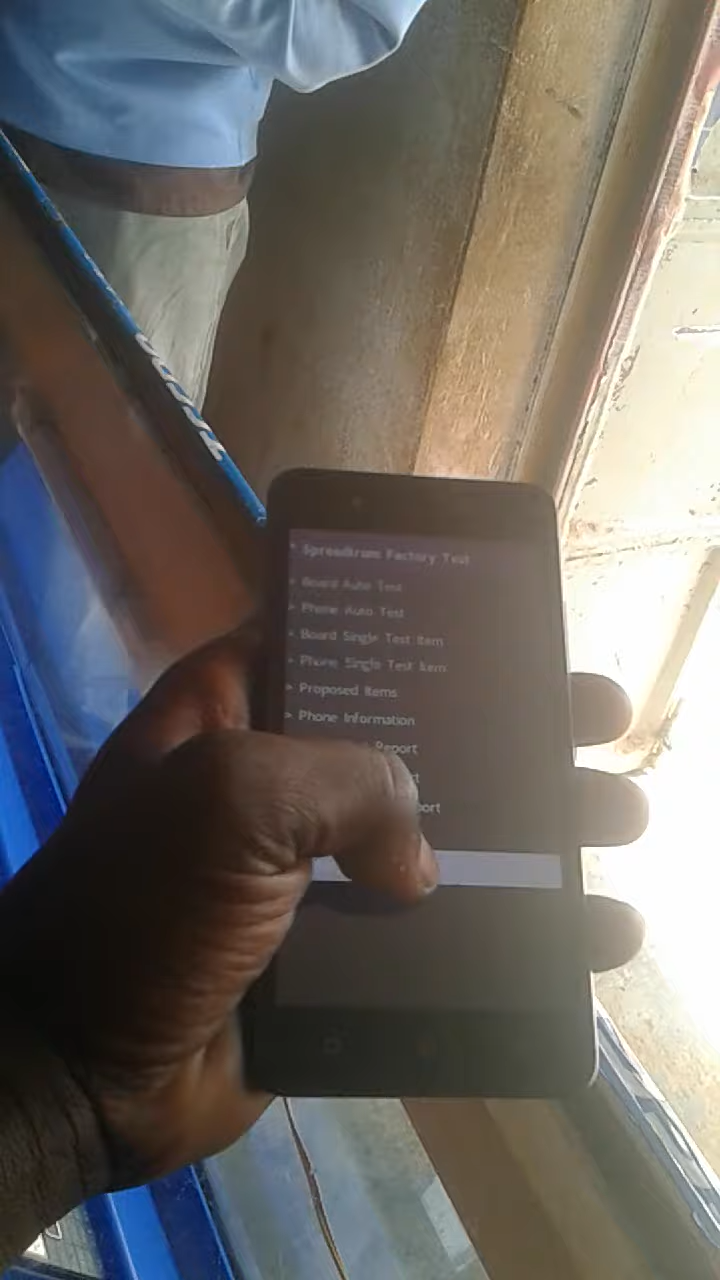 Spreadtrum Factory Test
> Board Auto Test
> Phone Auto Test
> Board Single Test Item
> Phone Single Test Item
> Proposed Items
> Phone Information
Report